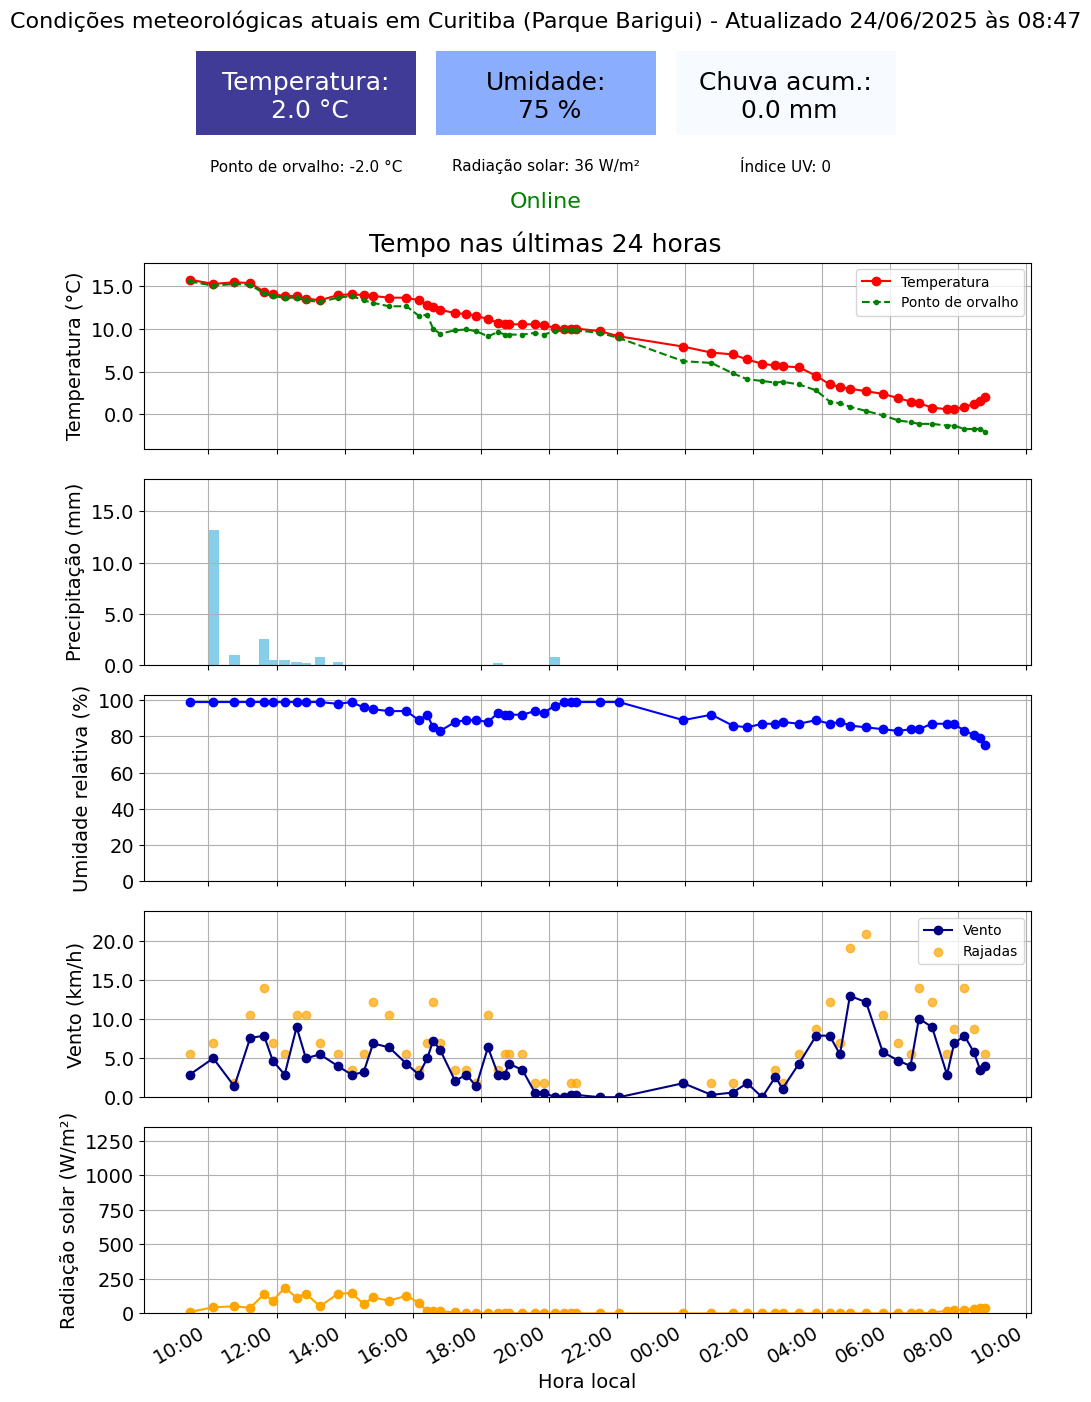 Condições meteorológicas atuais em Curitiba (Parque Barigui) - Atualizado 24/06/2025 às 08:47
Temperatura:
2.0 °C
Umidade:
75 %
Chuva acum.:
0.0 mm
Ponto de orvalho: -2.0 °C
Radiação solar: 36 W/m²
Índice UV: 0
Online
Tempo nas últimas 24 horas
Temperatura (°C)
15.0
10.0
5.0
0.0
Temperatura
Ponto de orvalho
Precipitação (mm)
15.0
10.0
5.0
0.0
Umidade relativa (%)
100
80
60
40
20
0
Vento (km/h)
20.0
15.0
10.0
5.0
0.0
Vento
Rajadas
Radiação solar (W/m²)
1250
1000
750
500
250
0
10:00
12:00
14:00
16:00
18:00
20:00
22:00
00:00
02:00
04:00
06:00
08:00
10:00
Hora local